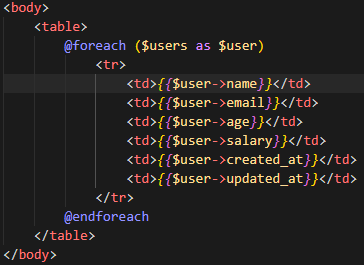 <body>
    <table>
        @foreach ($users as $user)
            <tr>
                <td>{{$user->name}}</td>
                <td>{{$user->email}}</td>
                <td>{{$user->age}}</td>
                <td>{{$user->salary}}</td>
                <td>{{$user->created_at}}</td>
                <td>{{$user->updated_at}}</td>
            </tr>
        @endforeach
    </table>
</body>